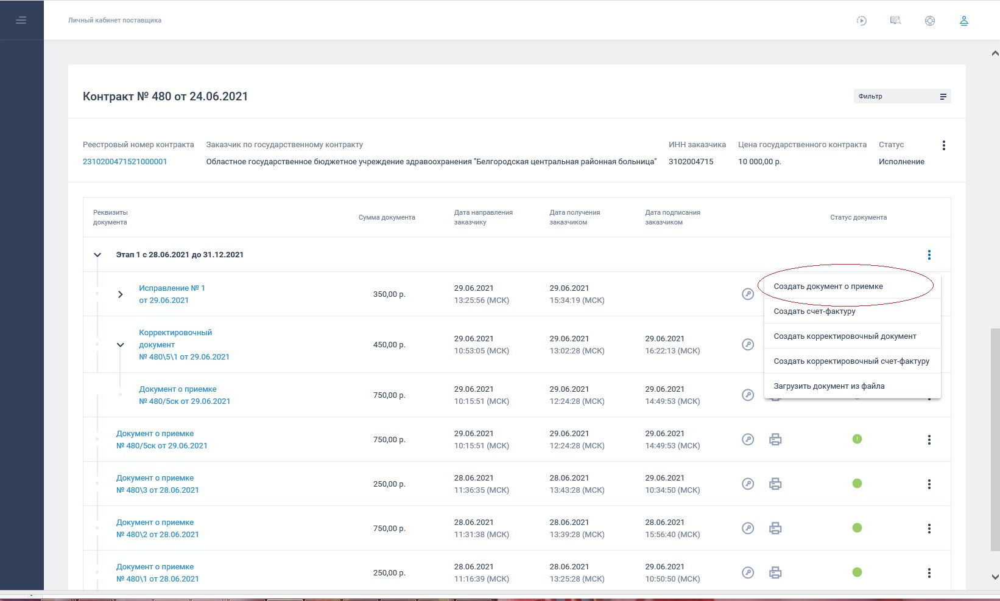 Личный кабинет поставщика
Контракт № 480 от 24.06.2021
Фильтр
Реестровый номер контракта Заказчик по государственному контракту ИНН заказчика Цена государственного контракта Статус
2310200471521000001 Областное государственное бюджетное учреждение здравоохранения "Белгородская центральная районная больница" 3102004715 10 000,00 р. Исполнение
Реквизиты документа
Сумма документа
Дата направления заказчику
Дата получения заказчиком
Дата подписания заказчиком
Статус документа
Этап 1 с 28.06.2021 до 31.12.2021
Исправление № 1
от 29.06.2021
350,00 р.
29.06.2021
13:25:56 (МСК)
29.06.2021
15:34:19 (МСК)
Создать документ о приемке
Создать счет-фактуру
Создать корректировочный документ
Создать корректировочный счет-фактуру
Загрузить документ из файла
Корректировочный
документ
№ 480\5\1 от 29.06.2021
450,00 р.
29.06.2021
10:53:05 (МСК)
29.06.2021
13:02:28 (МСК)
29.06.2021
16:22:13 (МСК)
Документ о приемке
№ 480/5ск от 29.06.2021
750,00 р.
29.06.2021
10:15:51 (МСК)
29.06.2021
12:24:28 (МСК)
29.06.2021
14:49:53 (МСК)
Документ о приемке
№ 480/5ск от 29.06.2021
750,00 р.
29.06.2021
10:15:51 (МСК)
29.06.2021
12:24:28 (МСК)
29.06.2021
14:49:53 (МСК)
Документ о приемке
№ 480\3 от 28.06.2021
250,00 р.
28.06.2021
11:36:35 (МСК)
28.06.2021
13:43:28 (МСК)
29.06.2021
10:34:50 (МСК)
Документ о приемке
№ 480\2 от 28.06.2021
750,00 р.
28.06.2021
11:31:38 (МСК)
28.06.2021
13:39:28 (МСК)
28.06.2021
15:56:40 (МСК)
Документ о приемке
№ 480\1 от 28.06.2021
250,00 р.
28.06.2021
11:16:39 (МСК)
28.06.2021
13:25:28 (МСК)
29.06.2021
10:50:50 (МСК)